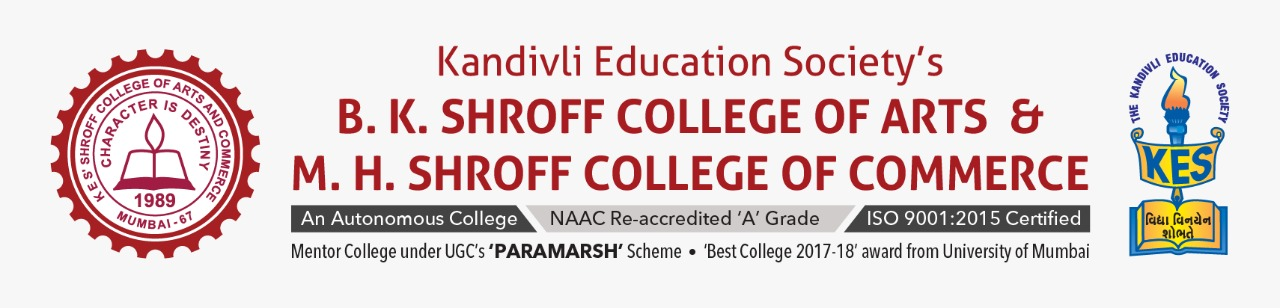 K.E.S' SHROFF COLLEGE OF ARTS AND COMMERCE
CHARACTER IS DESTINY
1989
MUMBAI - 67
Kandivli Education Society's
B. K. SHROFF COLLEGE OF ARTS &
M. H. SHROFF COLLEGE OF COMMERCE
An Autonomous College NAAC Re-accredited ‘A’ Grade ISO 9001:2015 Certified
Mentor College under UGC's ‘PARAMARSH’ Scheme • ‘Best College 2017-18’ award from University of Mumbai
THE KANDIVLI EDUCATION SOCIETY
KES
વિદ્યા વિનયેન
શોભતે